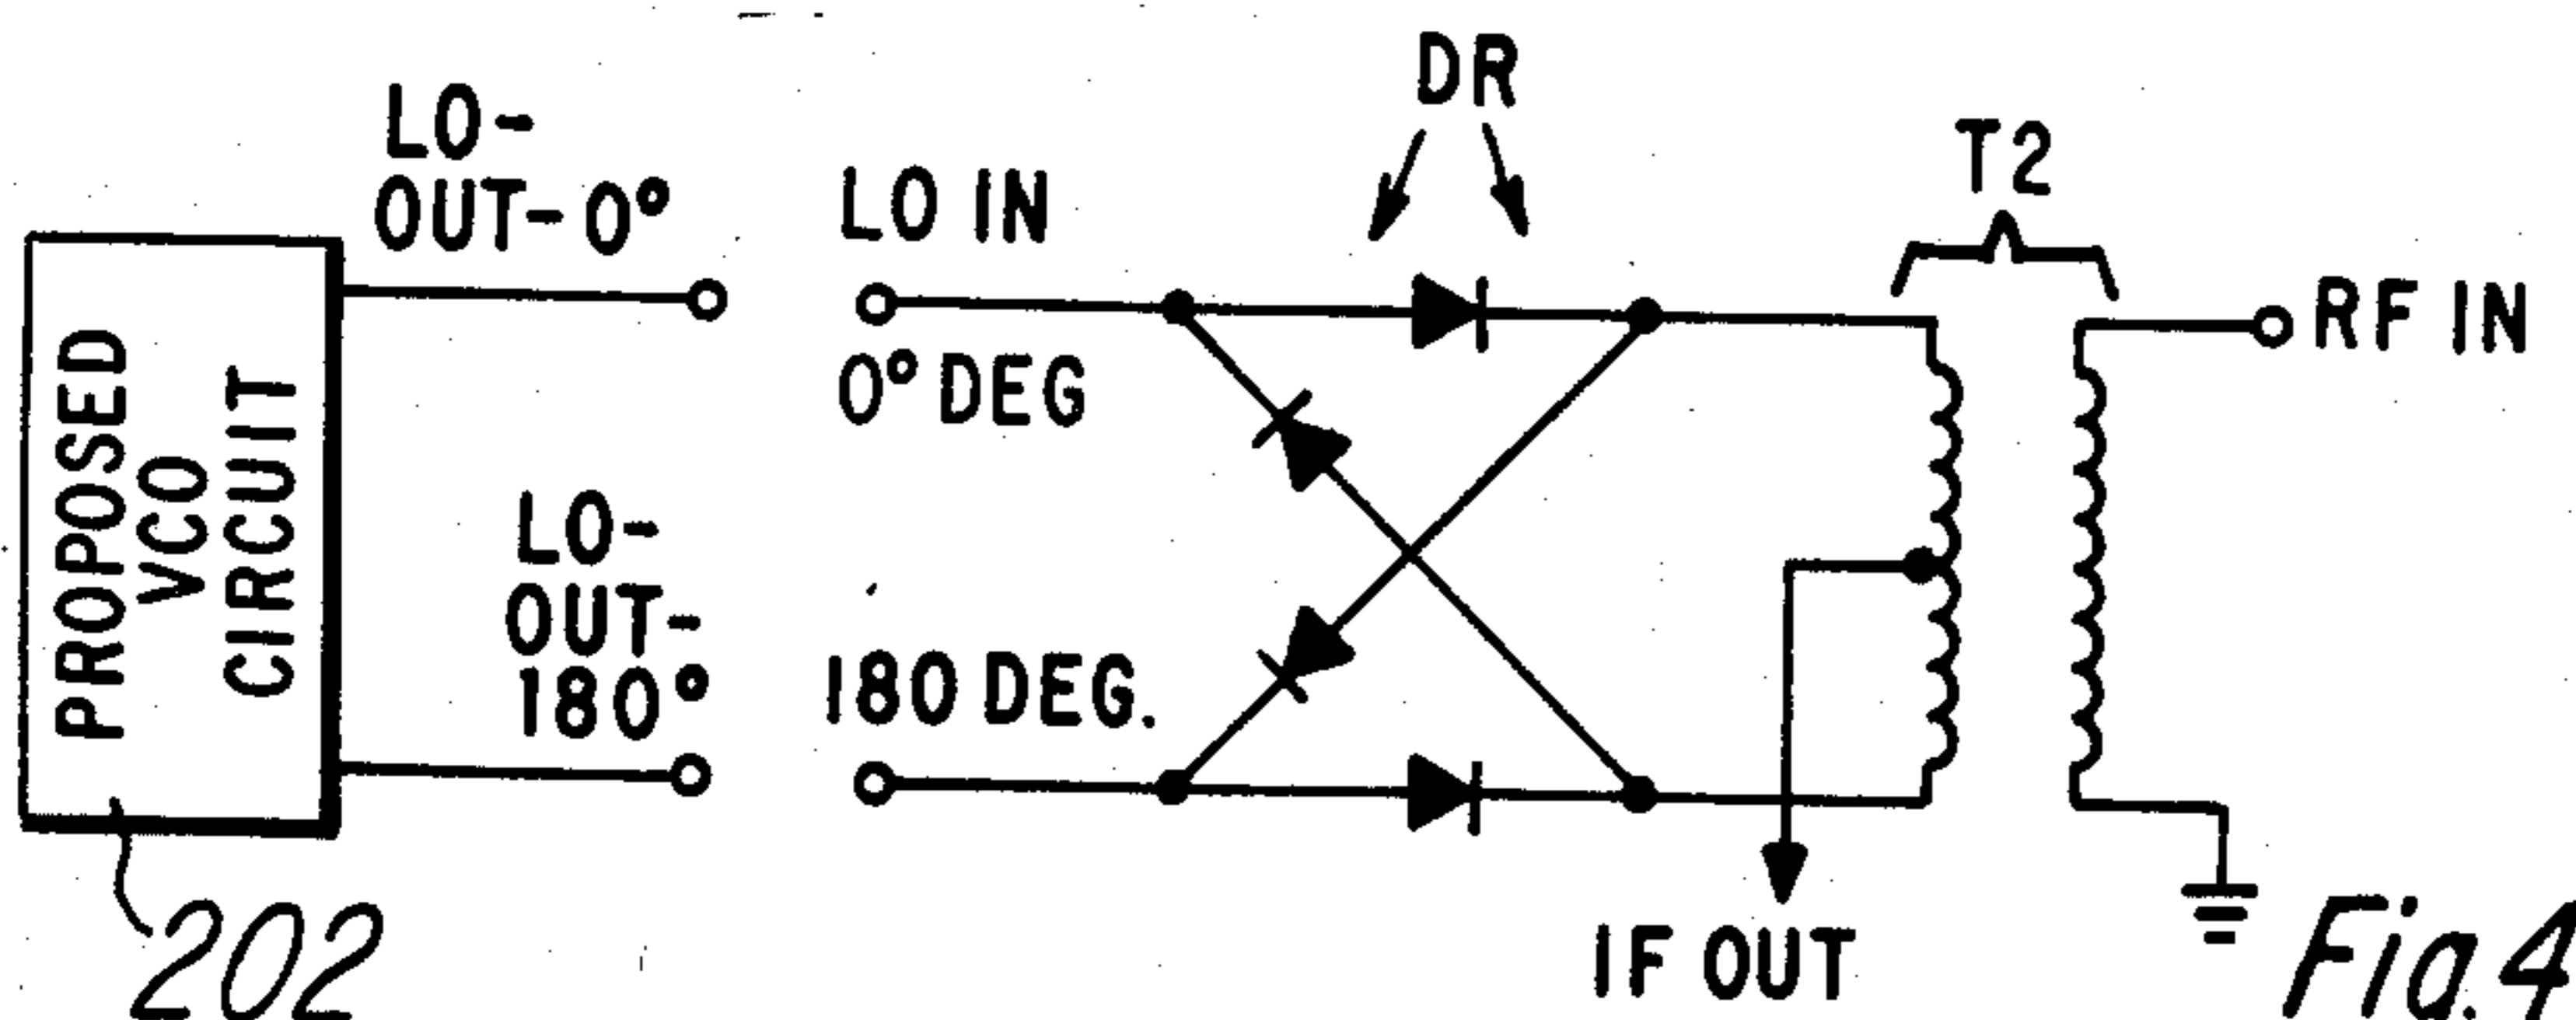 PROPOSED
VCO
CIRCUIT
202
LO-
OUT-0°
LO-
OUT-
180°
LO IN
0° DEG
180 DEG.
DR
T2
RF IN
IF OUT
Fig.4